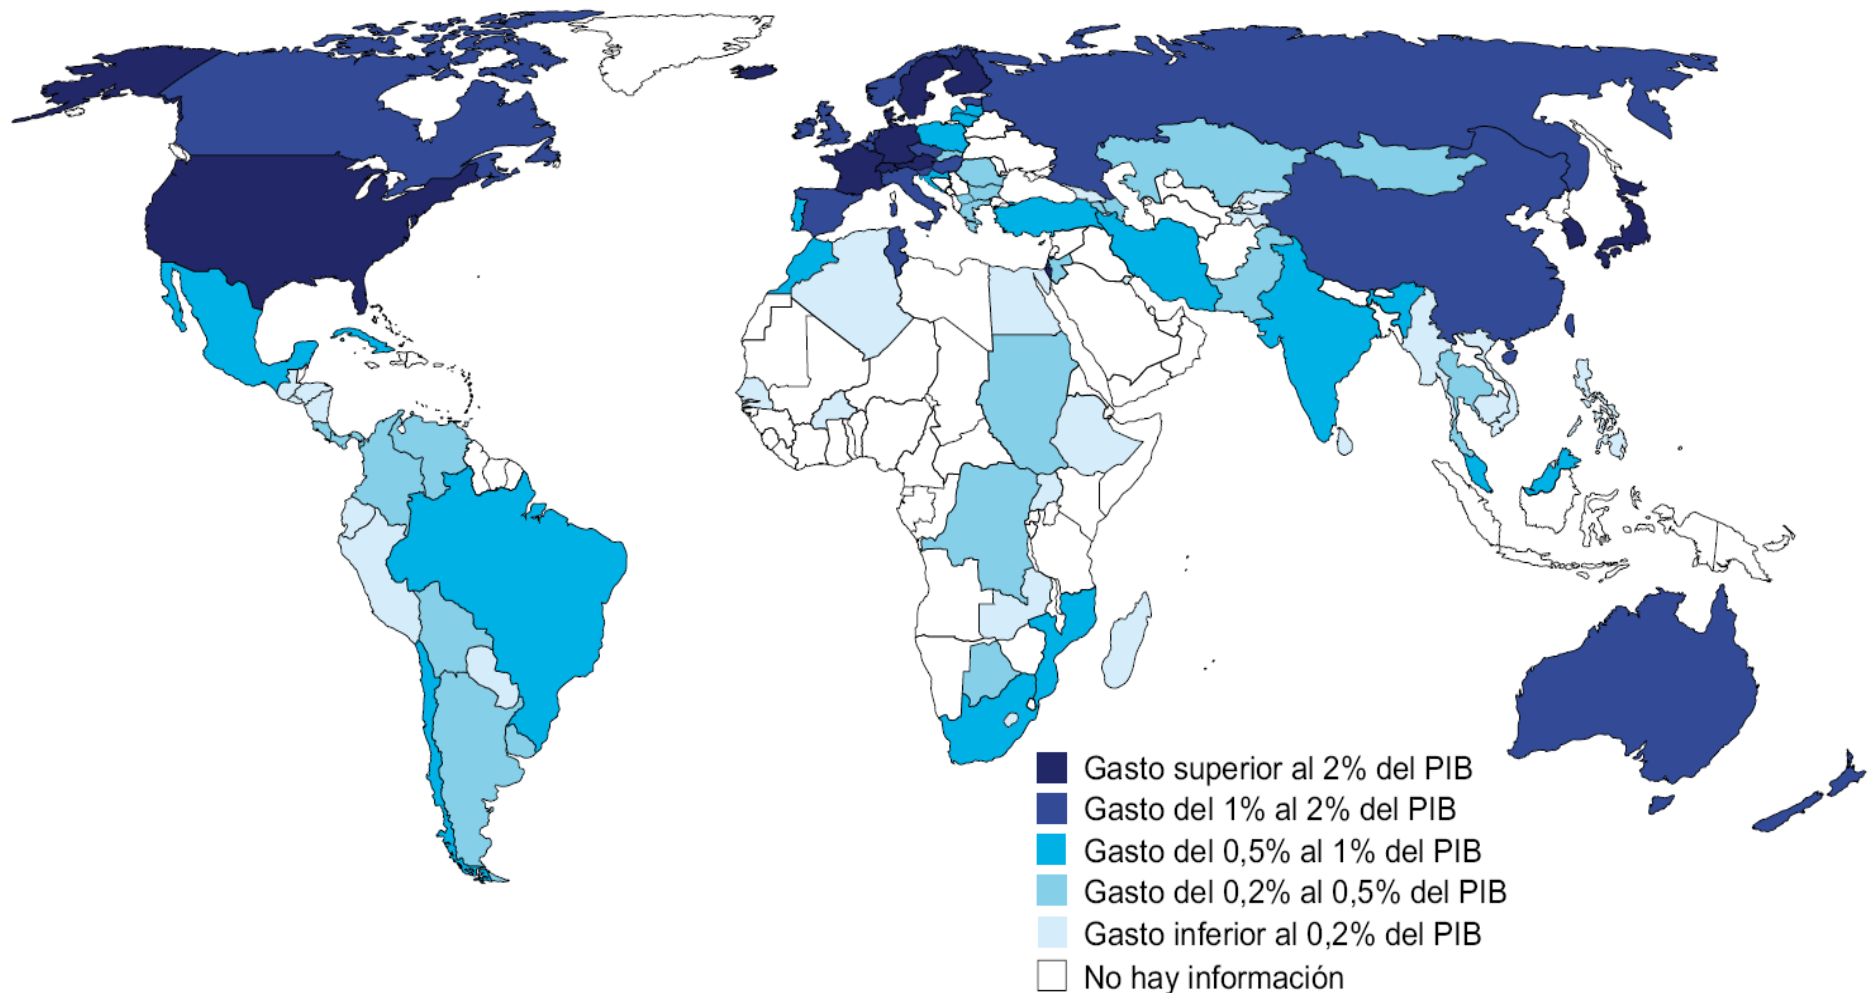 Gasto superior al 2% del PIB
Gasto del 1% al 2% del PIB
Gasto del 0,5% al 1% del PIB
Gasto del 0,2% al 0,5% del PIB
Gasto inferior al 0,2% del PIB
No hay información